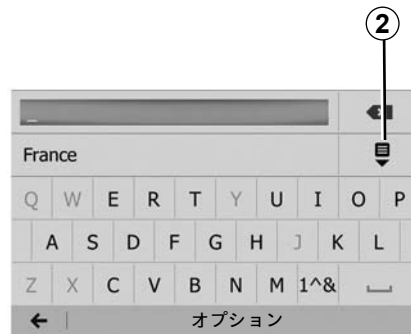 2
_
France
Q W E R T Y U I O P
A S D F G H J K L
Z X C V B N M 1^&
オプション